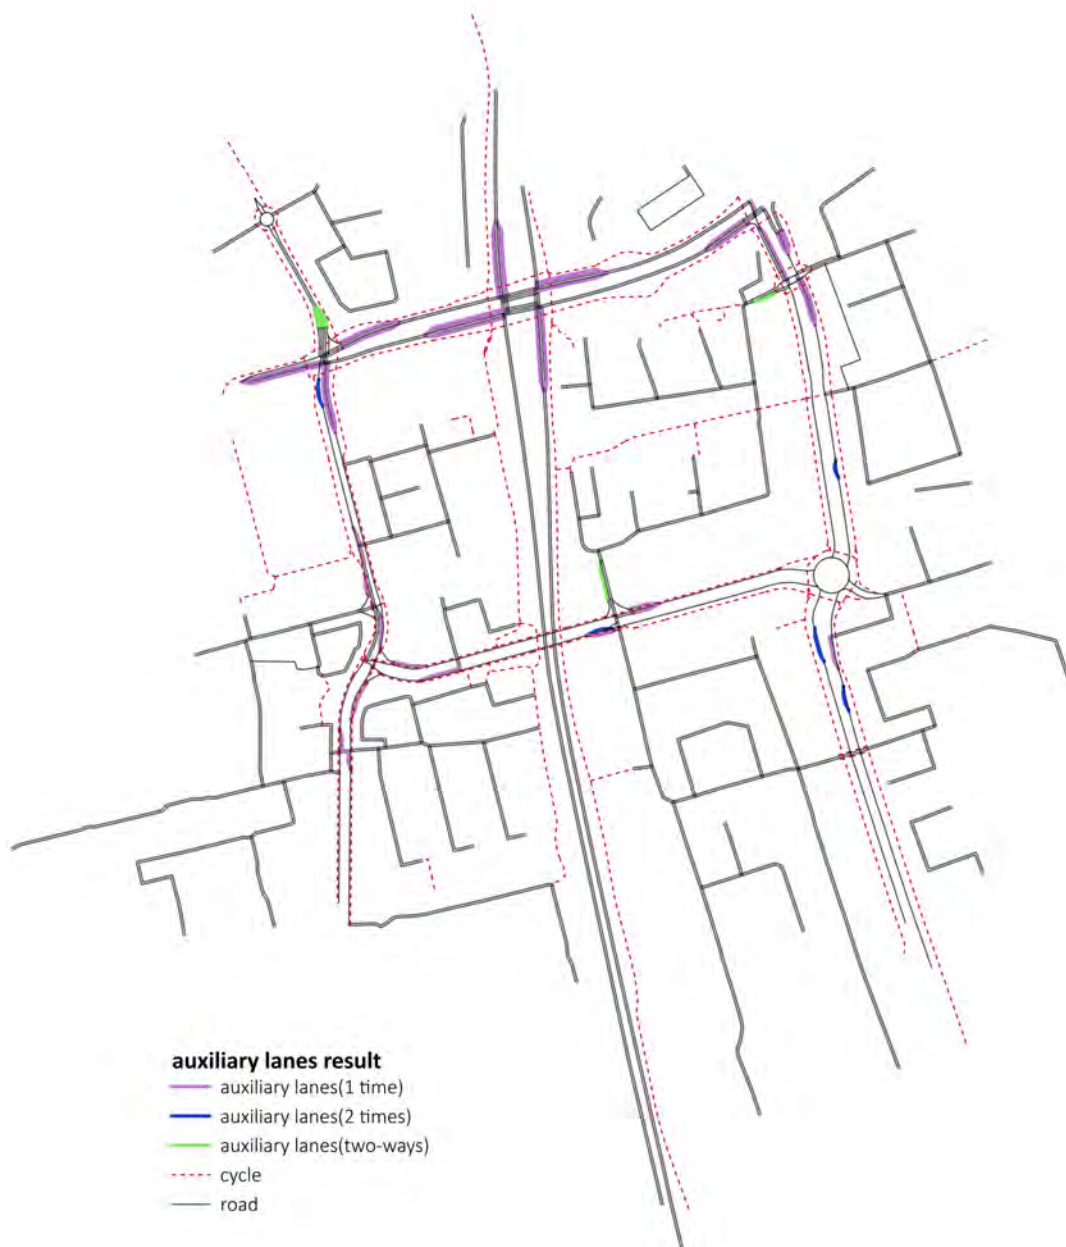 auxiliary lanes result
auxiliary lanes(1 time)
auxiliary lanes(2 times)
auxiliary lanes(two-ways)
cycle
road